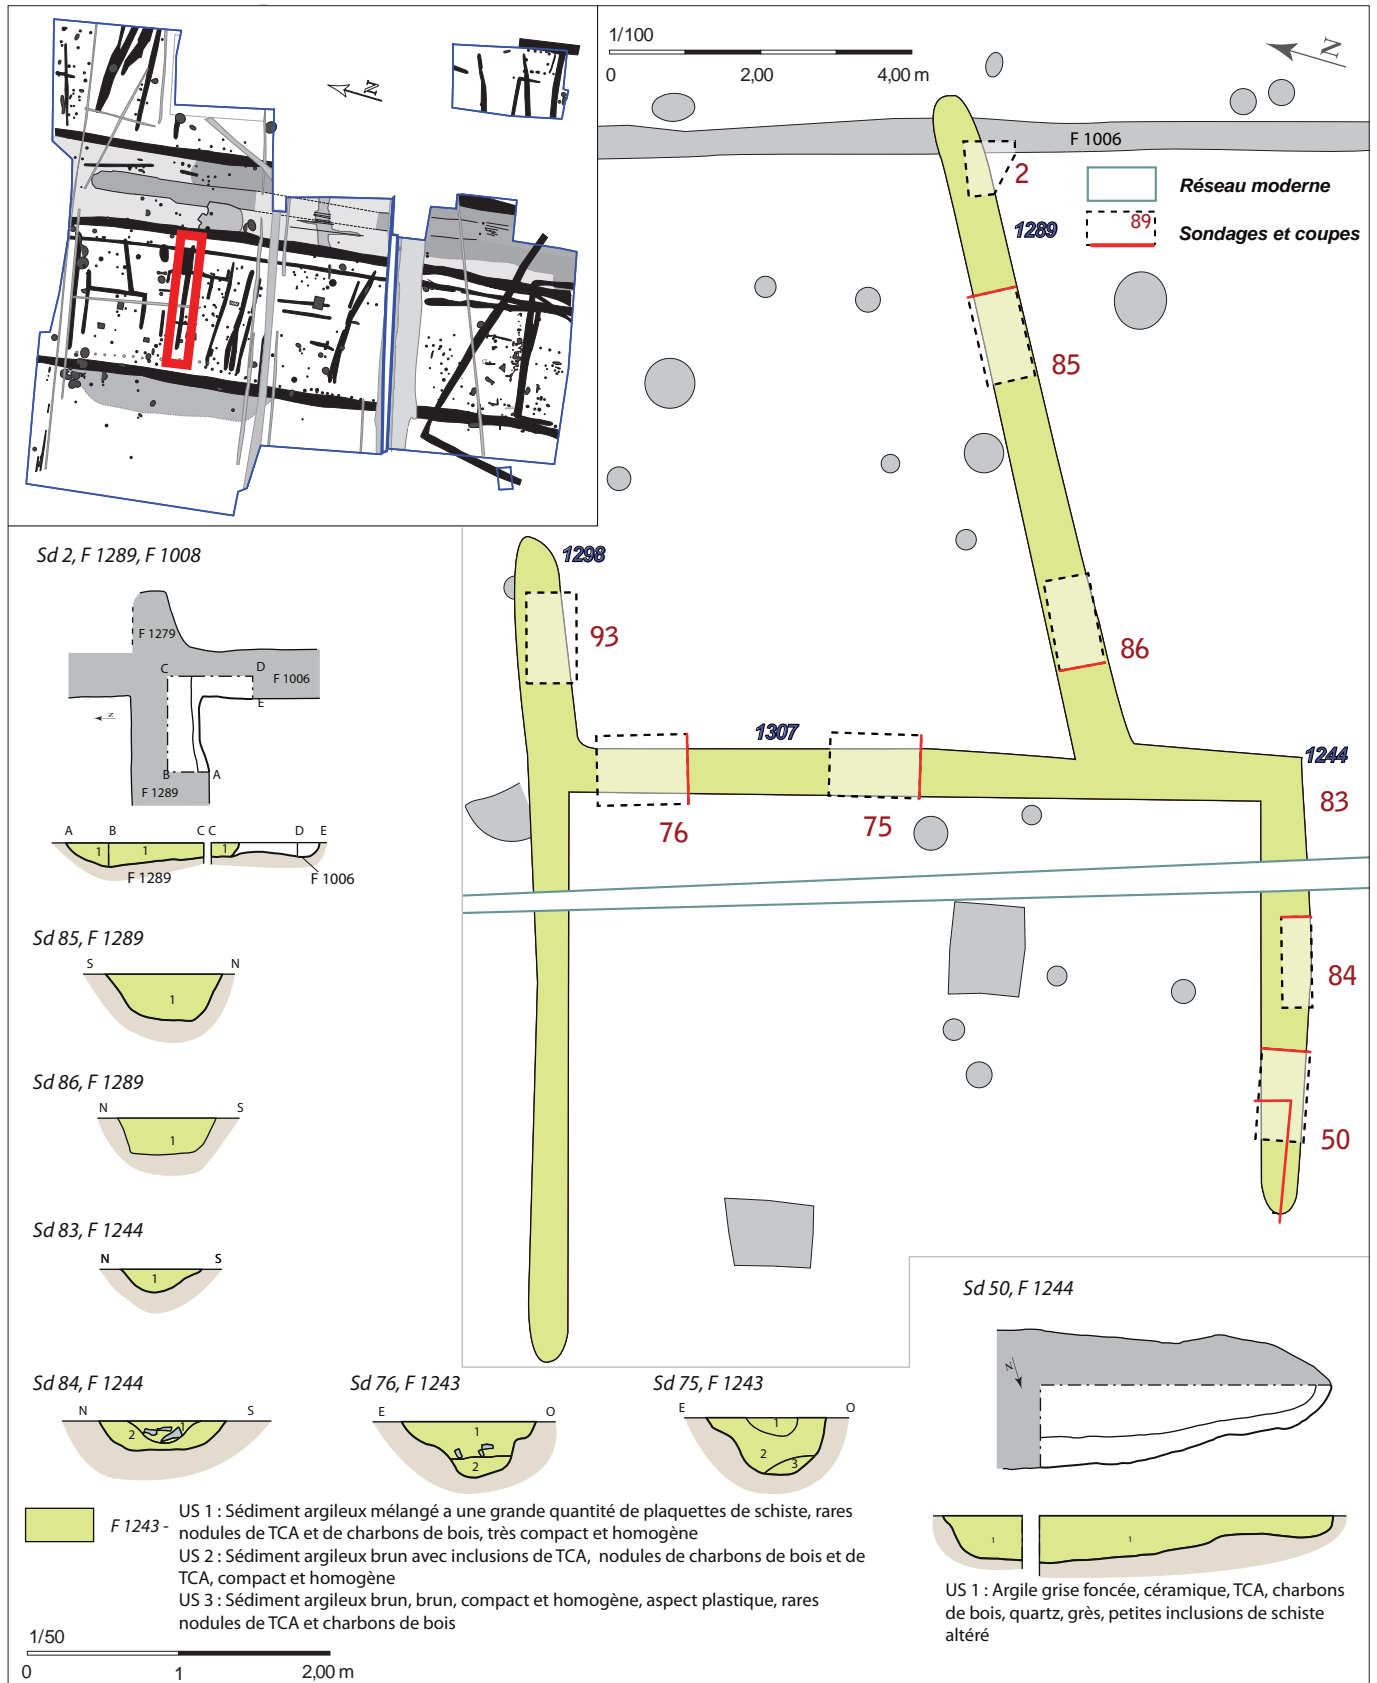 1/100
0 2,00 4,00 m
N
N
F 1006
2
1289
Réseau moderne
89
Sondages et coupes
85
Sd 2, F 1289, F 1008
1298
F 1279
C D
F 1006
E
N
B A
F 1289
93
86
1307
1244
83
76
75
A B C C D E
1 1 1
F 1289 F 1006
Sd 85, F 1289
S N
1
84
Sd 86, F 1289
N S
1
50
Sd 83, F 1244
N S
1
Sd 50, F 1244
N
Sd 84, F 1244
N S
1
2
Sd 76, F 1243
E O
1
2
Sd 75, F 1243
E O
1
2
3
1 1
F 1243 -
US 1 : Sédiment argileux mélangé a une grande quantité de plaquettes de schiste, rares
nodules de TCA et de charbons de bois, très compact et homogène
US 2 : Sédiment argileux brun avec inclusions de TCA, nodules de charbons de bois et de
TCA, compact et homogène
US 3 : Sédiment argileux brun, brun, compact et homogène, aspect plastique, rares
nodules de TCA et charbons de bois
US 1 : Argile grise foncée, céramique, TCA, charbons
de bois, quartz, grès, petites inclusions de schiste
altéré
1/50
0 1 2,00 m